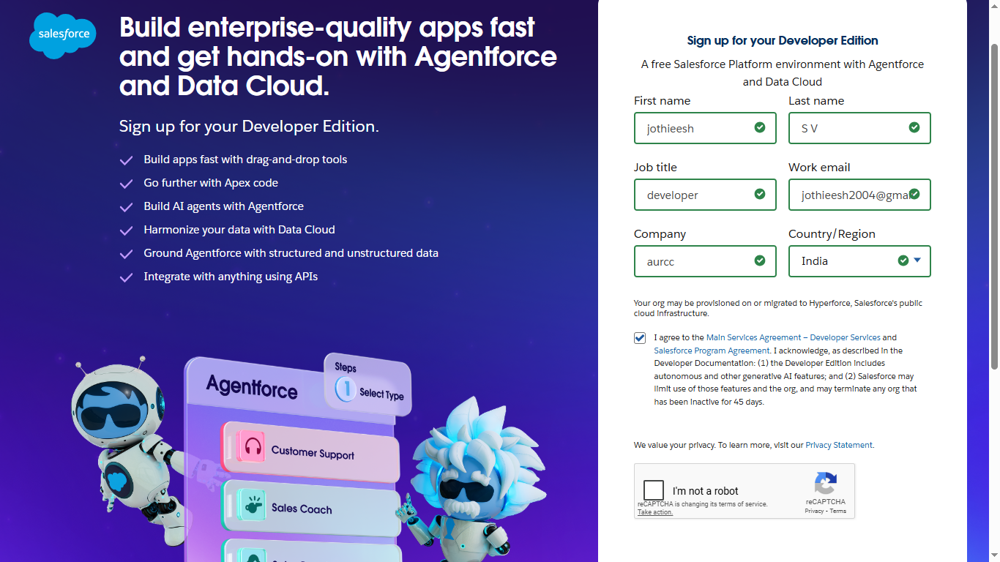 salesforce
Build enterprise-quality apps fast
and get hands-on with Agentforce
and Data Cloud.
Sign up for your Developer Edition.
Build apps fast with drag-and-drop tools
Go further with Apex code
Build AI agents with Agentforce
Harmonize your data with Data Cloud
Ground Agentforce with structured and unstructured data
Integrate with anything using APIs
Agentforce
Steps
1 Select Type
Customer Support
Sales Coach
Sign up for your Developer Edition
A free Salesforce Platform environment with Agentforce
and Data Cloud
First name Last name
jothieesh S V
Job title Work email
developer jothieesh2004@gma
Company Country/Region
aurcc India
Your org may be provisioned on or migrated to Hyperforce, Salesforce's public
cloud infrastructure.
I agree to the Main Services Agreement – Developer Services and
Salesforce Program Agreement. I acknowledge, as described in the
Developer Documentation: (1) the Developer Edition includes
autonomous and other generative AI features; and (2) Salesforce may
limit use of those features and the org, and may terminate any org that
has been inactive for 45 days.
We value your privacy. To learn more, visit our Privacy Statement.
I'm not a robot
reCAPTCHA is changing its terms of service.
Take action.
reCAPTCHA
Privacy - Terms